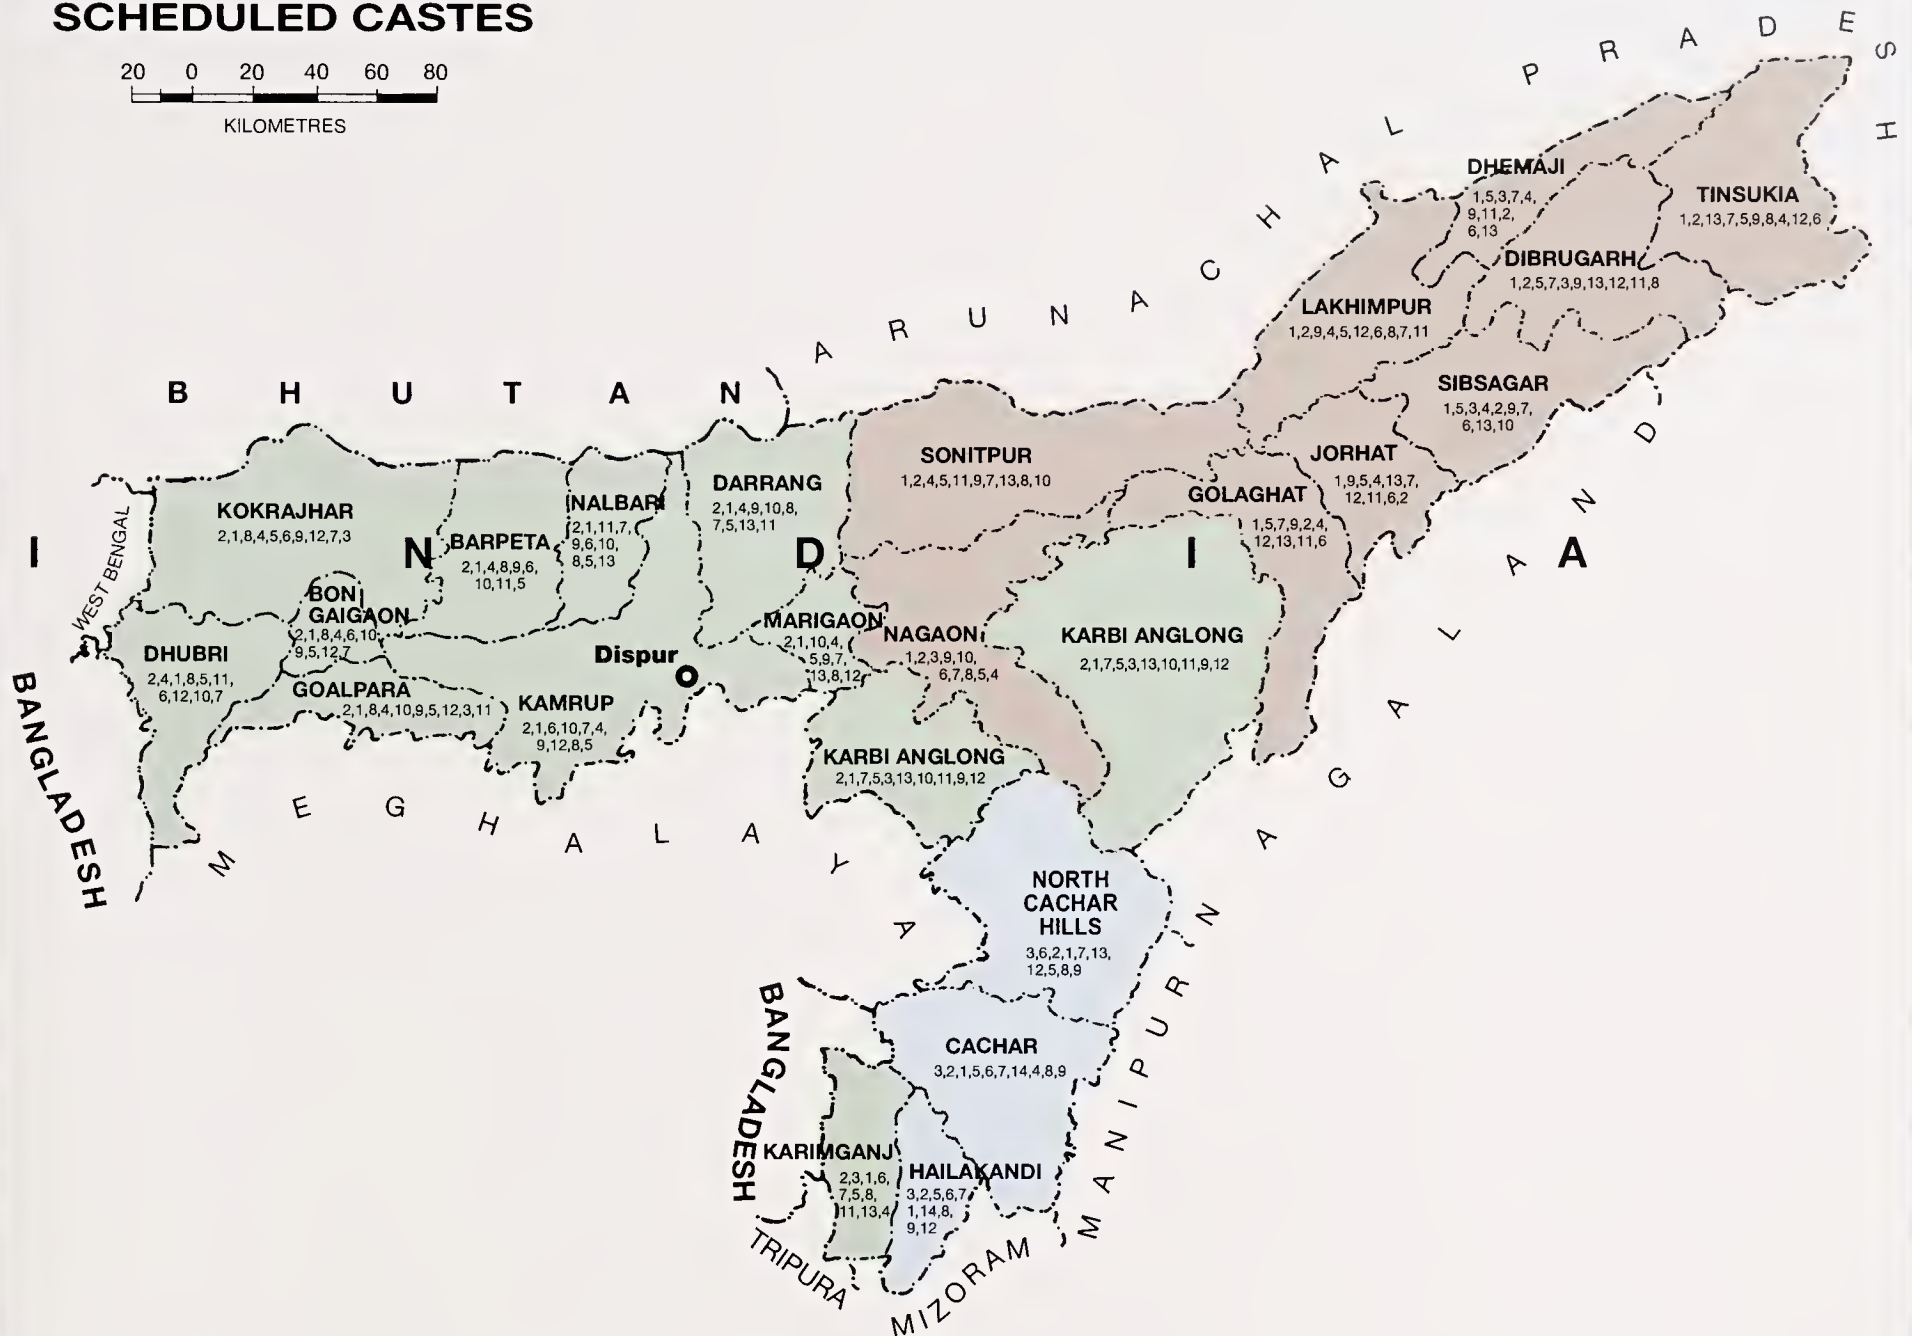 SCHEDULED CASTES
20 0 20 40 60 80
KILOMETRES
ARUNACHAL PRADESH
BHUTAN
INDIA
WEST BENGAL
BANGLADESH
MEGHALAYA
NAGALAND
MANIPUR
MIZORAM
TRIPURA
BANGLADESH
DHEMAJI
1,5,3,7,4,
9,11,2,
6,13
TINSUKIA
1,2,13,7,5,9,8,4,12,6
DIBRUGARH
1,2,5,7,3,9,13,12,11,8
LAKHIMPUR
1,2,9,4,5,12,6,8,7,11
SIBSAGAR
1,5,3,4,2,9,7,
6,13,10
JORHAT
1,9,5,4,13,7,
12,11,6,2
GOLAGHAT
1,5,7,9,2,4,
12,13,11,6
SONITPUR
1,2,4,5,11,9,7,13,8,10
DARRANG
2,1,4,9,10,8,
7,5,13,11
NALBARI
2,1,11,7,
9,6,10,
8,5,13
BARPETA
2,1,4,8,9,6,
10,11,5
KOKRAJHAR
2,1,8,4,5,6,9,12,7,3
BON
GAIGAON
2,1,8,4,6,10,
9,5,12,7
DHUBRI
2,4,1,8,5,11,
6,12,10,7
GOALPARA
2,1,8,4,10,9,5,12,3,11
KAMRUP
2,1,6,10,7,4,
9,12,8,5
Dispur
MARIGAON
2,1,10,4,
5,9,7,
13,8,12
NAGAON
1,2,3,9,10,
6,7,8,5,4
KARBI ANGLONG
2,1,7,5,3,13,10,11,9,12
KARBI ANGLONG
2,1,7,5,3,13,10,11,9,12
NORTH
CACHAR
HILLS
3,6,2,1,7,13,
12,5,8,9
CACHAR
3,2,1,5,6,7,14,4,8,9
KARIMGANJ
2,3,1,6,
7,5,8,
11,13,4
HAILAKANDI
3,2,5,6,7
1,14,8,
9,12